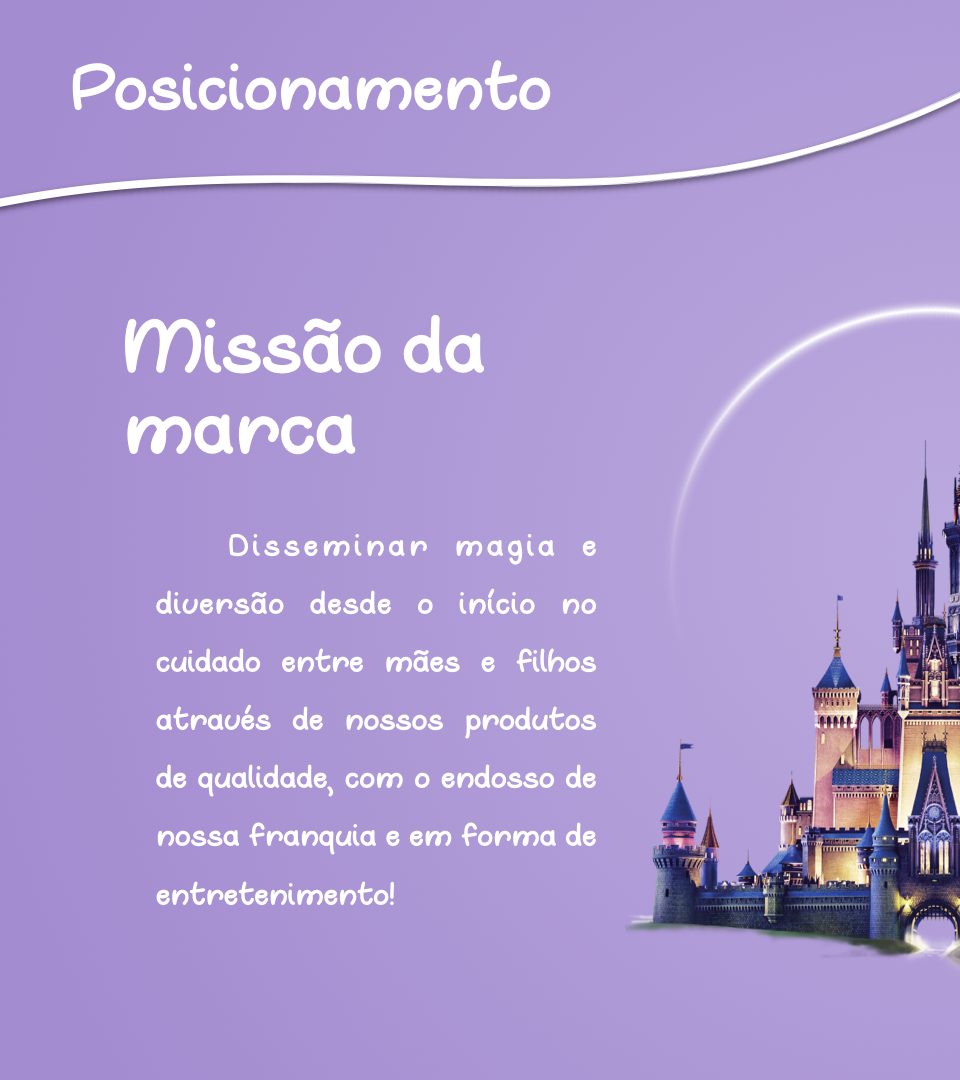 Posicionamento
Missão da
marca
Disseminar magia e
diversão desde o início no
cuidado entre mães e filhos
através de nossos produtos
de qualidade, com o endosso de
nossa franquia e em forma de
entretenimento!